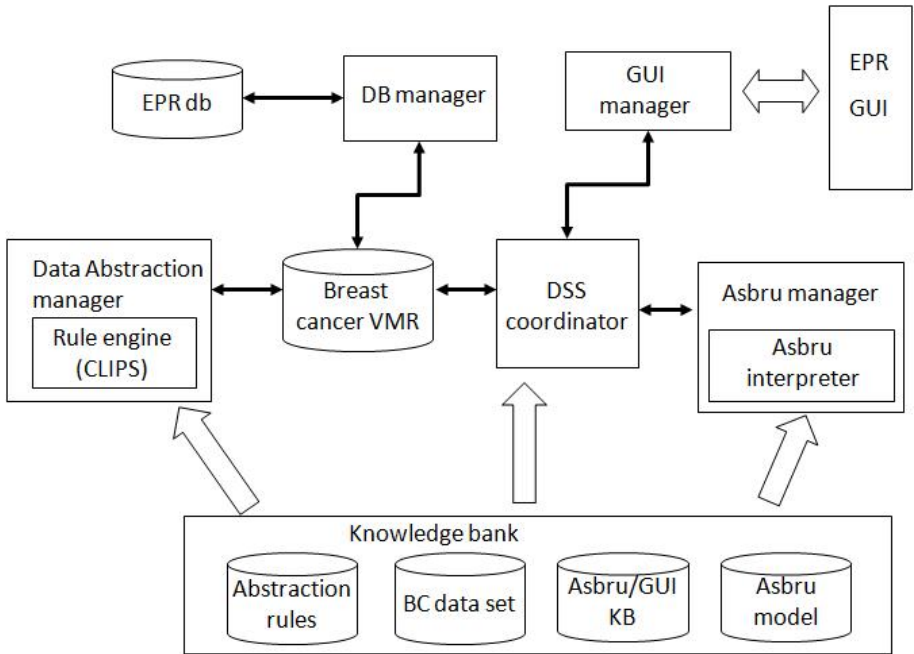 EPR db
DB manager
GUI
manager
EPR
GUI
Data Abstraction
manager
Rule engine
(CLIPS)
Breast
cancer VMR
DSS
coordinator
Asbru manager
Asbru
interpreter
Knowledge bank
Abstraction
rules
BC data set
Asbru/GUI
KB
Asbru
model